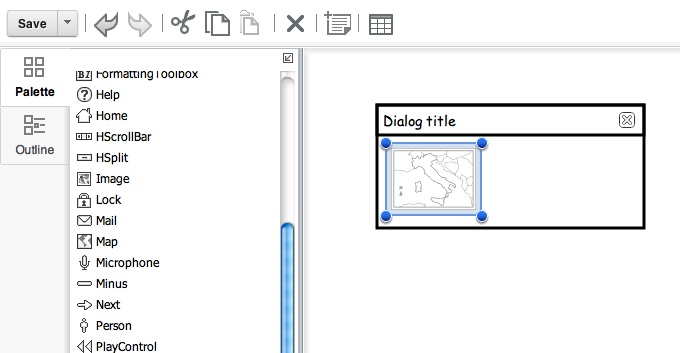 Save
Palette
Outline
FormattingToolbox
Help
Home
HScrollBar
HSplit
Image
Lock
Mail
Map
Microphone
Minus
Next
Person
PlayControl
Dialog title